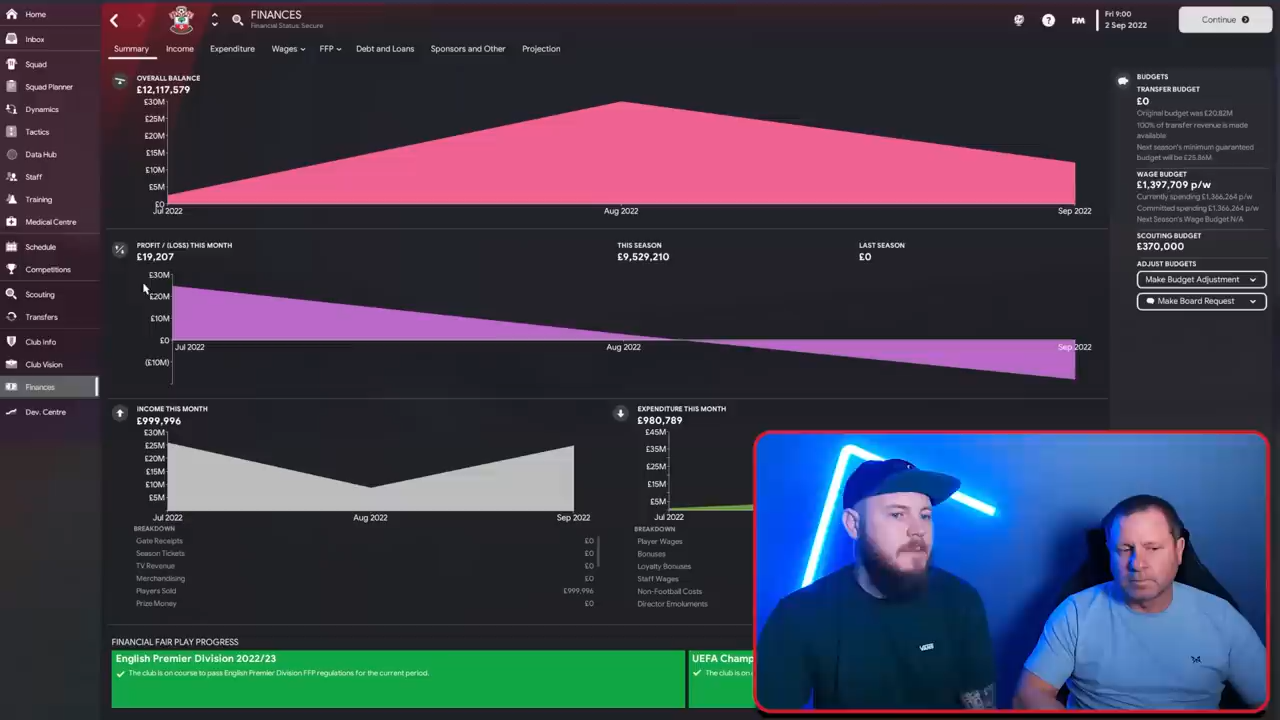 Home
Inbox
Squad
Squad Planner
Dynamics
Tactics
Data Hub
Staff
Training
Medical Centre
Schedule
Competitions
Scouting
Transfers
Club Info
Club Vision
Finances
Dev. Centre
FINANCES
Financial Status: Secure
FM
Fri 9:00
2 Sep 2022
Continue
Summary
Income
Expenditure
Wages
FFP
Debt and Loans
Sponsors and Other
Projection
OVERALL BALANCE
£12,117,579
£30M
£25M
£20M
£15M
£10M
£5M
£0
Jul 2022
Aug 2022
Sep 2022
PROFIT / (LOSS) THIS MONTH
£19,207
THIS SEASON
£9,529,210
LAST SEASON
£0
£30M
£20M
£10M
£0
(£10M)
Jul 2022
Aug 2022
Sep 2022
INCOME THIS MONTH
£999,996
£30M
£25M
£20M
£15M
£10M
£5M
Jul 2022
Aug 2022
Sep 2022
BREAKDOWN
Gate Receipts £0
Season Tickets £0
TV Revenue £0
Merchandising £0
Players Sold £999,996
Prize Money £0
EXPENDITURE THIS MONTH
£980,789
£45M
£35M
£25M
£15M
£5M
Jul 2022
BREAKDOWN
Player Wages
Bonuses
Loyalty Bonuses
Staff Wages
Non-Football Costs
Director Emoluments
FINANCIAL FAIR PLAY PROGRESS
English Premier Division 2022/23
The club is on course to pass English Premier Division FFP regulations for the current period.
UEFA Champ
The club is on
BUDGETS
TRANSFER BUDGET
£0
Original budget was £20.82M
100% of transfer revenue is made
available
Next season's minimum guaranteed
budget will be £25.86M
WAGE BUDGET
£1,397,709 p/w
Currently spending £1,366,264 p/w
Committed spending £1,366,264 p/w
Next Season's Wage Budget N/A
SCOUTING BUDGET
£370,000
ADJUST BUDGETS
Make Budget Adjustment
Make Board Request
VANS